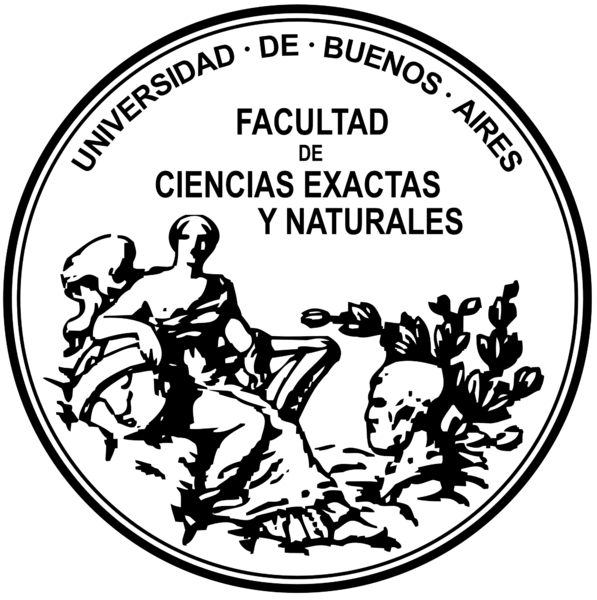 UNIVERSIDAD · DE · BUENOS · AIRES
FACULTAD
DE
CIENCIAS EXACTAS
Y NATURALES